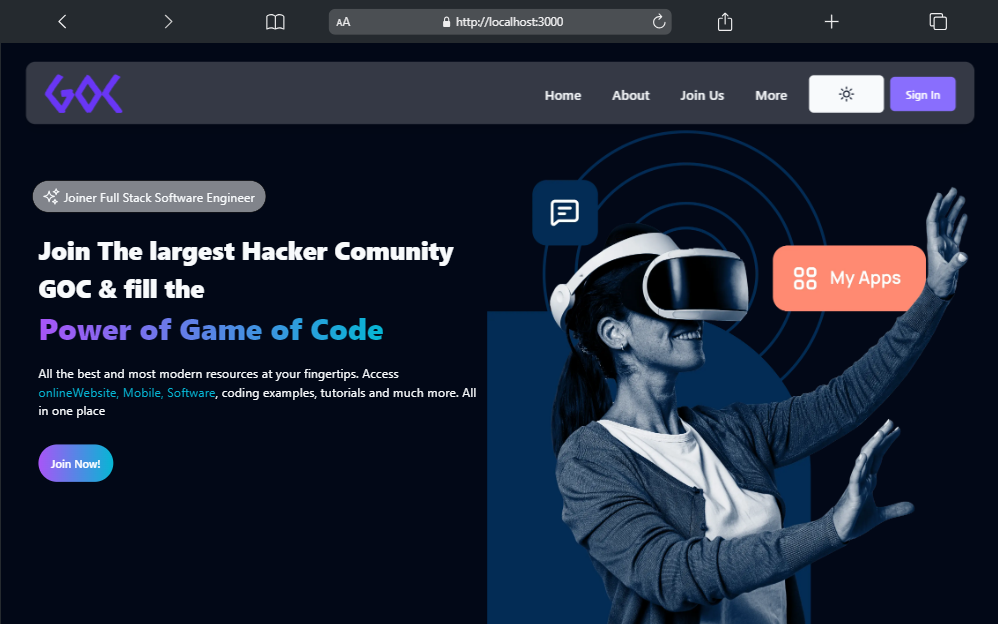 AA http://localhost:3000
GOC Home About Join Us More Sign In
Joiner Full Stack Software Engineer
Join The largest Hacker Comunity
GOC & fill the
Power of Game of Code
All the best and most modern resources at your fingertips. Access
onlineWebsite, Mobile, Software, coding examples, tutorials and much more. All
in one place
Join Now!
My Apps